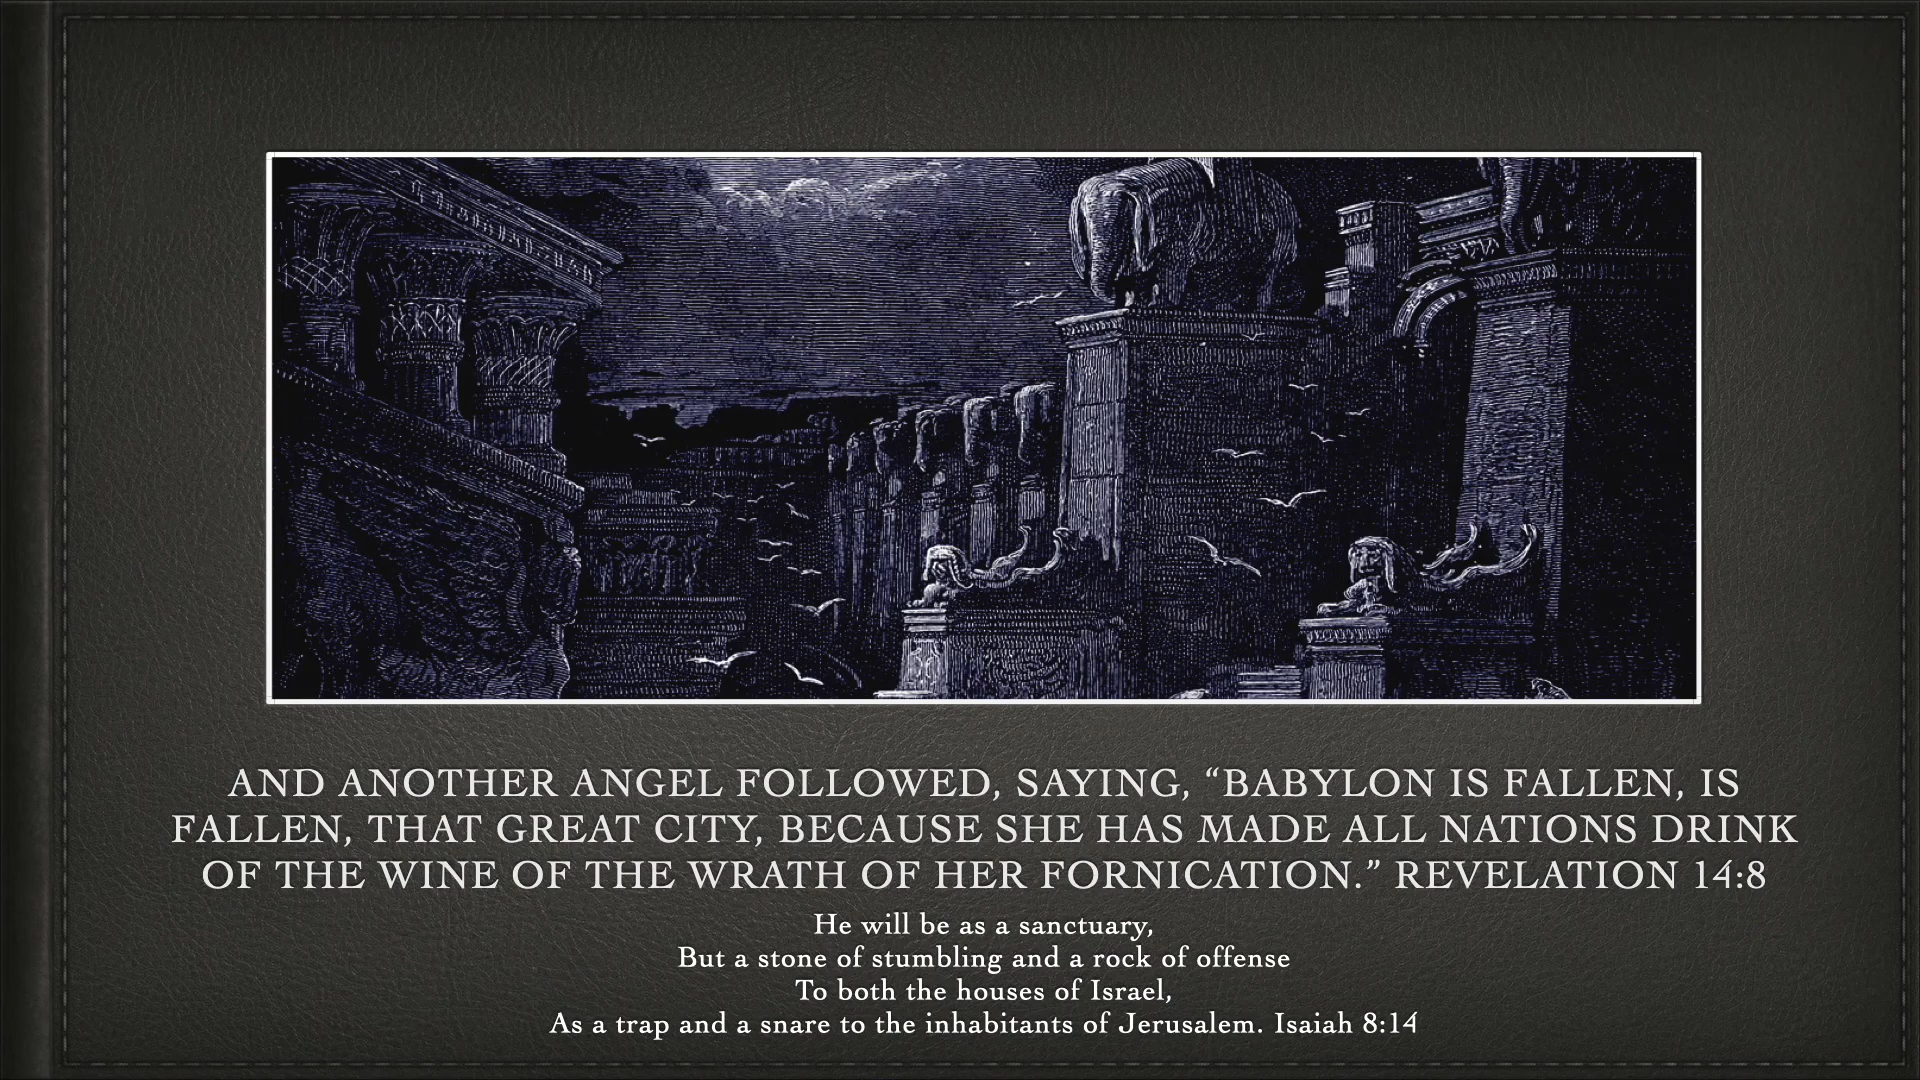 AND ANOTHER ANGEL FOLLOWED, SAYING, “BABYLON IS FALLEN, IS
FALLEN, THAT GREAT CITY, BECAUSE SHE HAS MADE ALL NATIONS DRINK
OF THE WINE OF THE WRATH OF HER FORNICATION.” REVELATION 14:8
He will be as a sanctuary,
But a stone of stumbling and a rock of offense
To both the houses of Israel,
As a trap and a snare to the inhabitants of Jerusalem. Isaiah 8:14